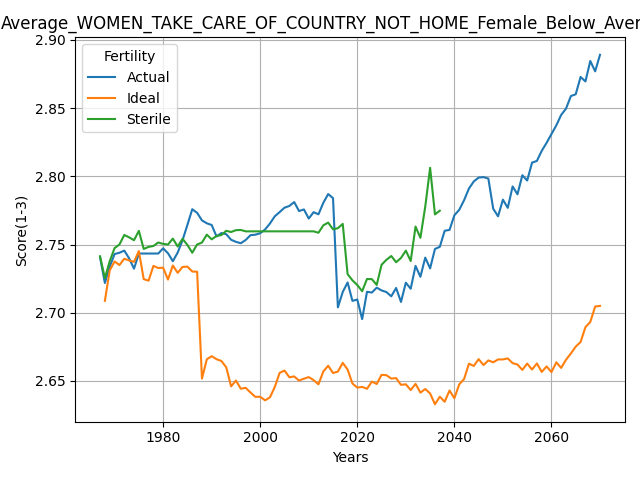 Average_WOMEN_TAKE_CARE_OF_COUNTRY_NOT_HOME_Female_Below_Aver
2.90
2.85
2.80
2.75
2.70
2.65
Score(1-3)
Fertility
Actual
Ideal
Sterile
1980 2000 2020 2040 2060
Years